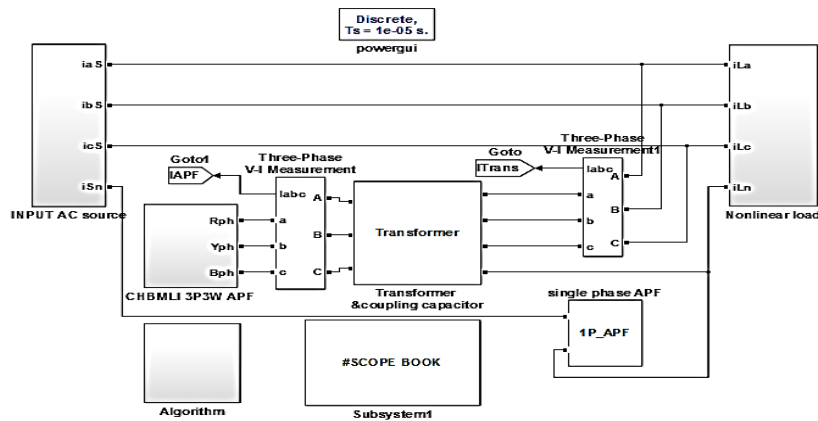 Discrete,
Ts = 1e-05 s.
powergui
iaS
ibS
icS
iSn
INPUT AC source
iLa
iLb
iLc
iLn
Nonlinear load
Goto1
IAPF
Three-Phase
V-I Measurement
Iabc
A
a
B
b
C
c
Rph
Yph
Bph
CHBMLI 3P3W APF
Transformer
Transformer
&coupling capacitor
a
b
c
Goto
ITrans
Three-Phase
V-I Measurement1
Iabc
A
a
B
b
C
c
single phase APF
1P_APF
#SCOPE BOOK
Subsystem1
Algorithm